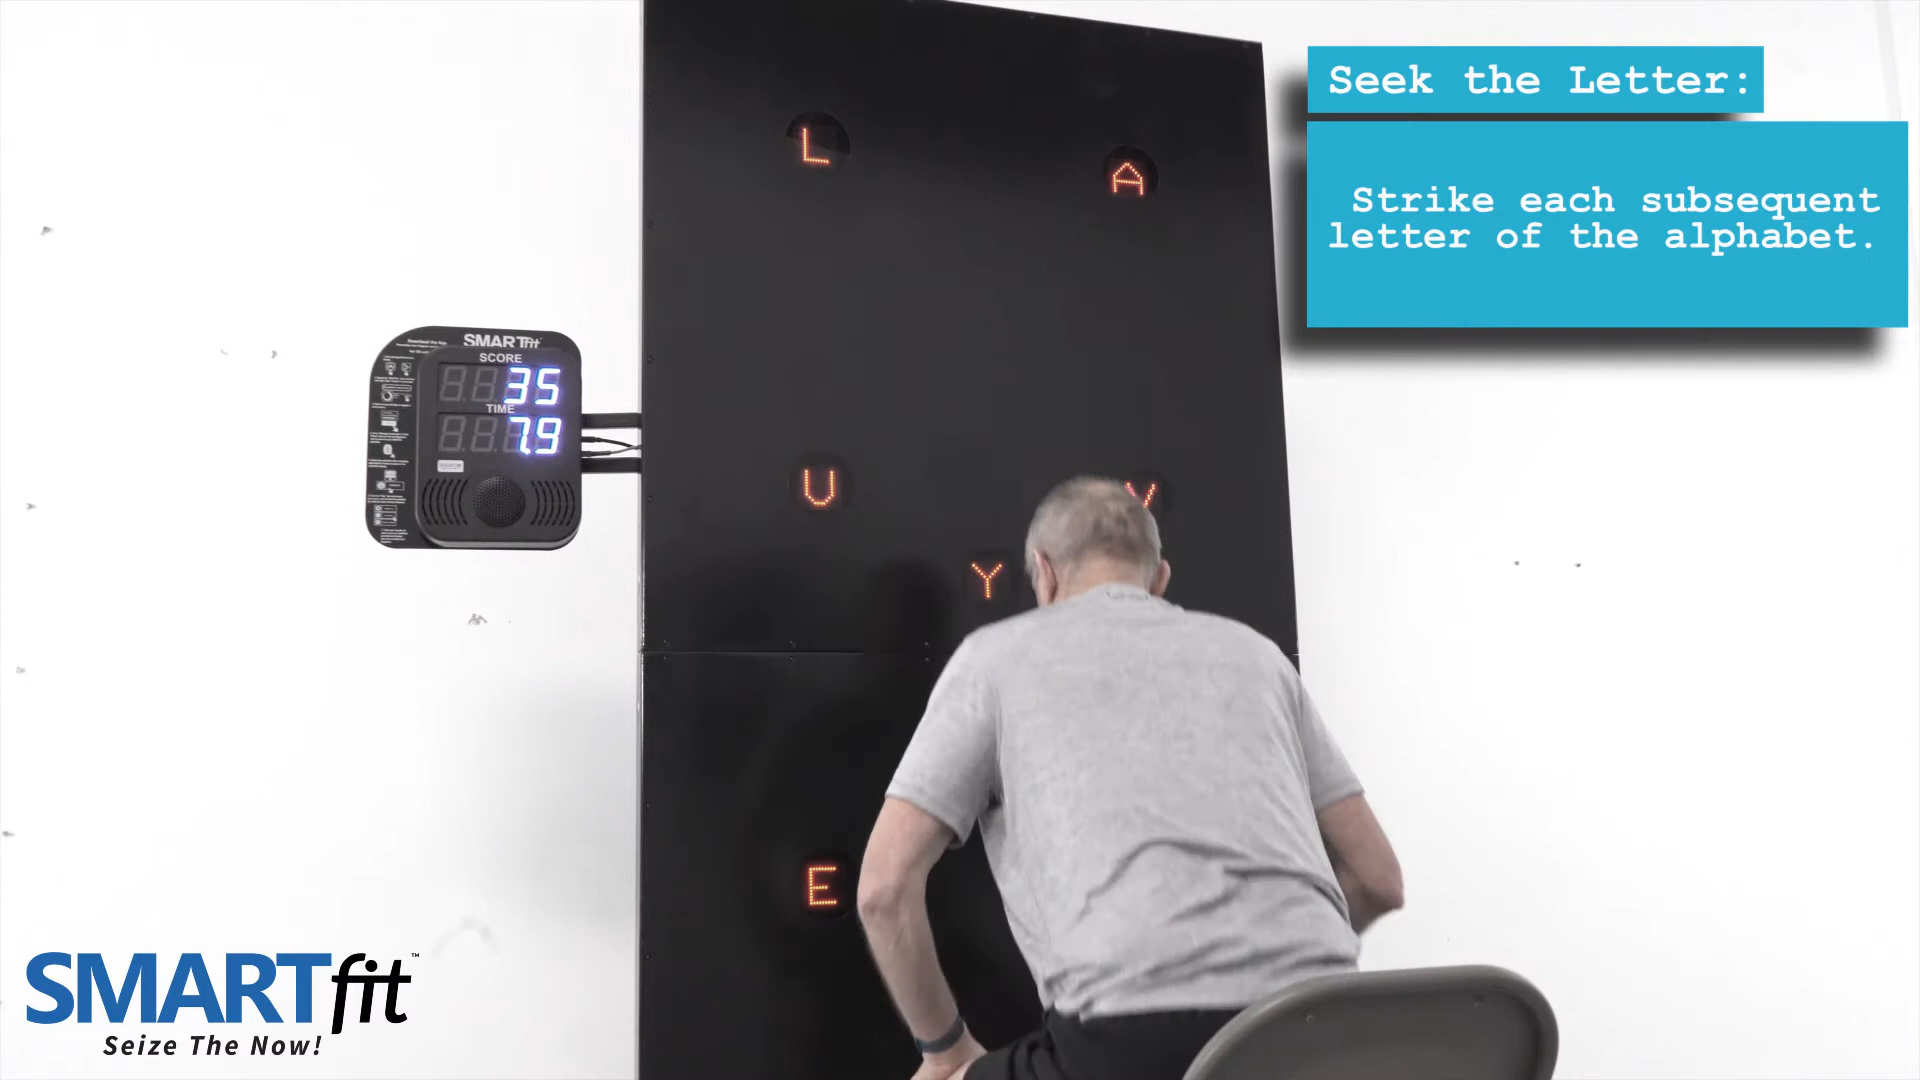 Seek the Letter:
Strike each subsequent
letter of the alphabet.
L
A
SMARTfit
SCORE
35
TIME
7.9
U
Y
E
SMARTfit™
Seize The Now!